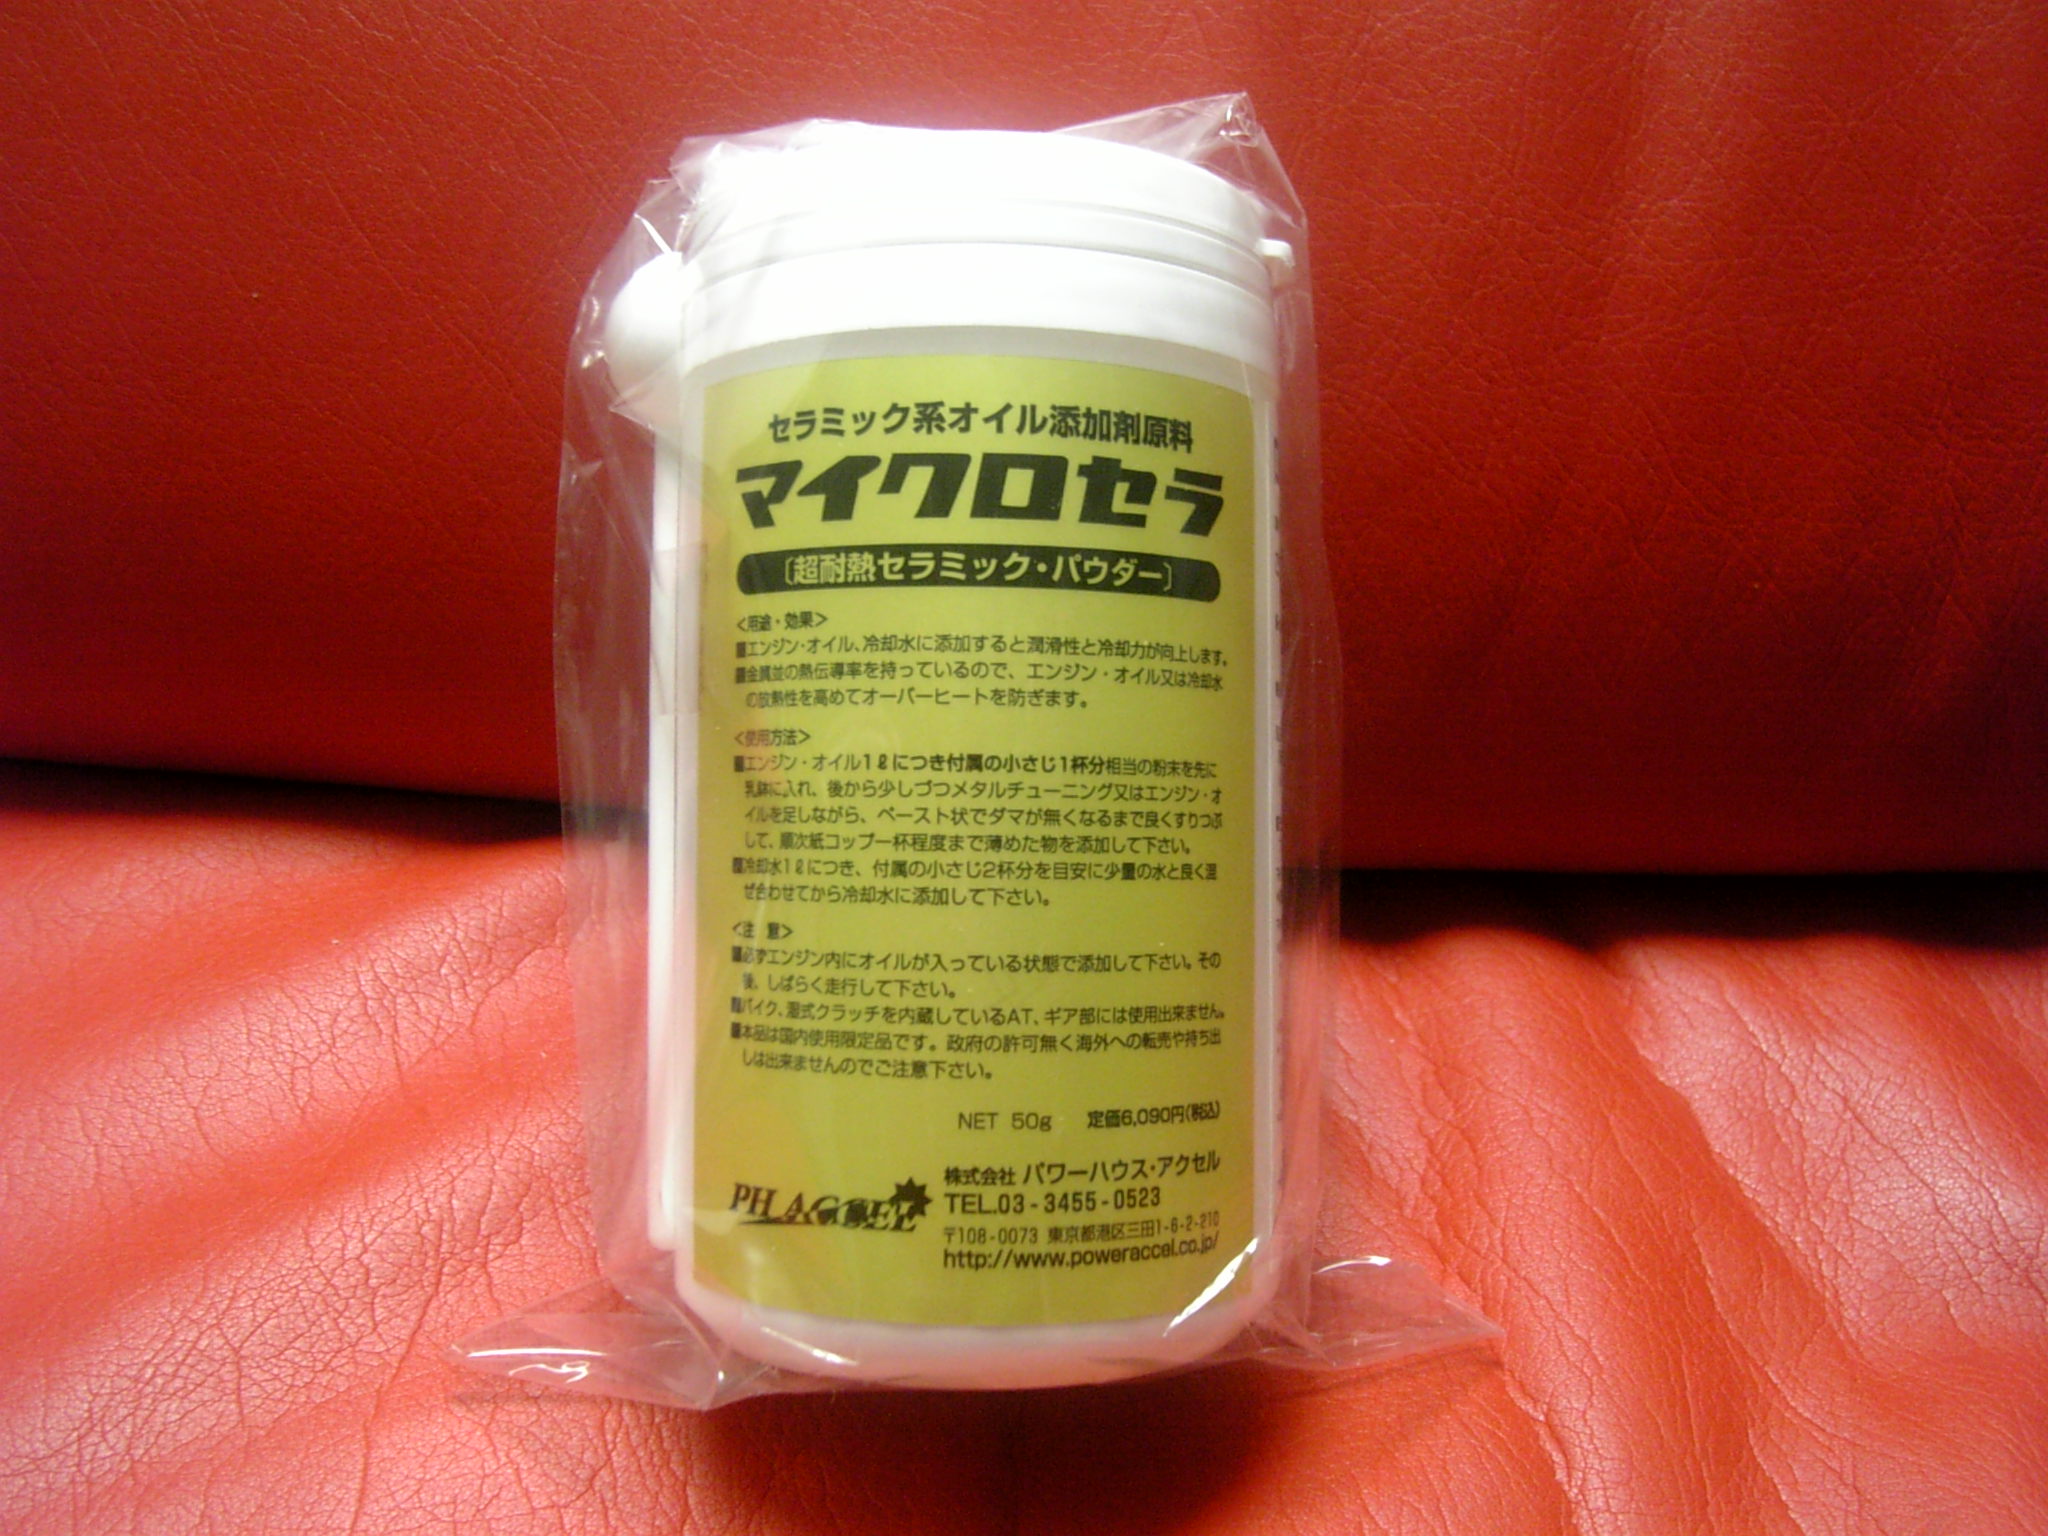 セラミック系オイル添加剤原料
マイクロセラ
〔超耐熱セラミック・パウダー〕
<用途・効果>
■エンジン・オイル、冷却水に添加すると潤滑性と冷却力が向上します。
■金属並の熱伝導率を持っているので、エンジン・オイル又は冷却水
の放熱性を高めてオーバーヒートを防ぎます。
<使用方法>
■エンジン・オイル1ℓにつき付属の小さじ1杯分相当の粉末を先に
乳鉢に入れ、後から少しづつメタルチューニング又はエンジン・オ
イルを足しながら、ペースト状でダマが無くなるまで良くすりつぶ
して、順次紙コップ一杯程度まで薄めた物を添加して下さい。
■冷却水1ℓにつき、付属の小さじ2杯分を目安に少量の水と良く混
ぜ合わせてから冷却水に添加して下さい。
<注 意>
■必ずエンジン内にオイルが入っている状態で添加して下さい。その
後、しばらく走行して下さい。
■バイク、湿式クラッチを内蔵しているAT、ギア部には使用出来ません。
■本品は国内使用限定品です。政府の許可無く海外への転売や持ち出
しは出来ませんのでご注意下さい。
NET 50g 定価6,090円(税込)
株式会社 パワーハウス・アクセル
TEL.03-3455-0523
〒108-0073 東京都港区三田1-6-2-210
http://www.poweraccel.co.jp/